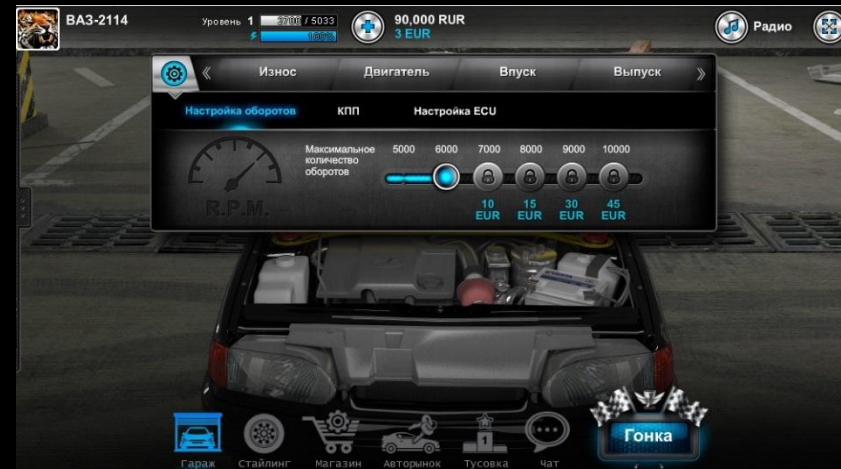 ВАЗ-2114
Уровень 1 3700 / 5033
100%
90,000 RUR
3 EUR
Радио
Износ Двигатель Впуск Выпуск
Настройка оборотов КПП Настройка ECU
Максимальное
количество
оборотов
5000 6000 7000 8000 9000 10000
10 15 30 45
EUR EUR EUR EUR
R.P.M.
Гонка
Гараж Стайлинг Магазин Авторынок Тусовка Чат